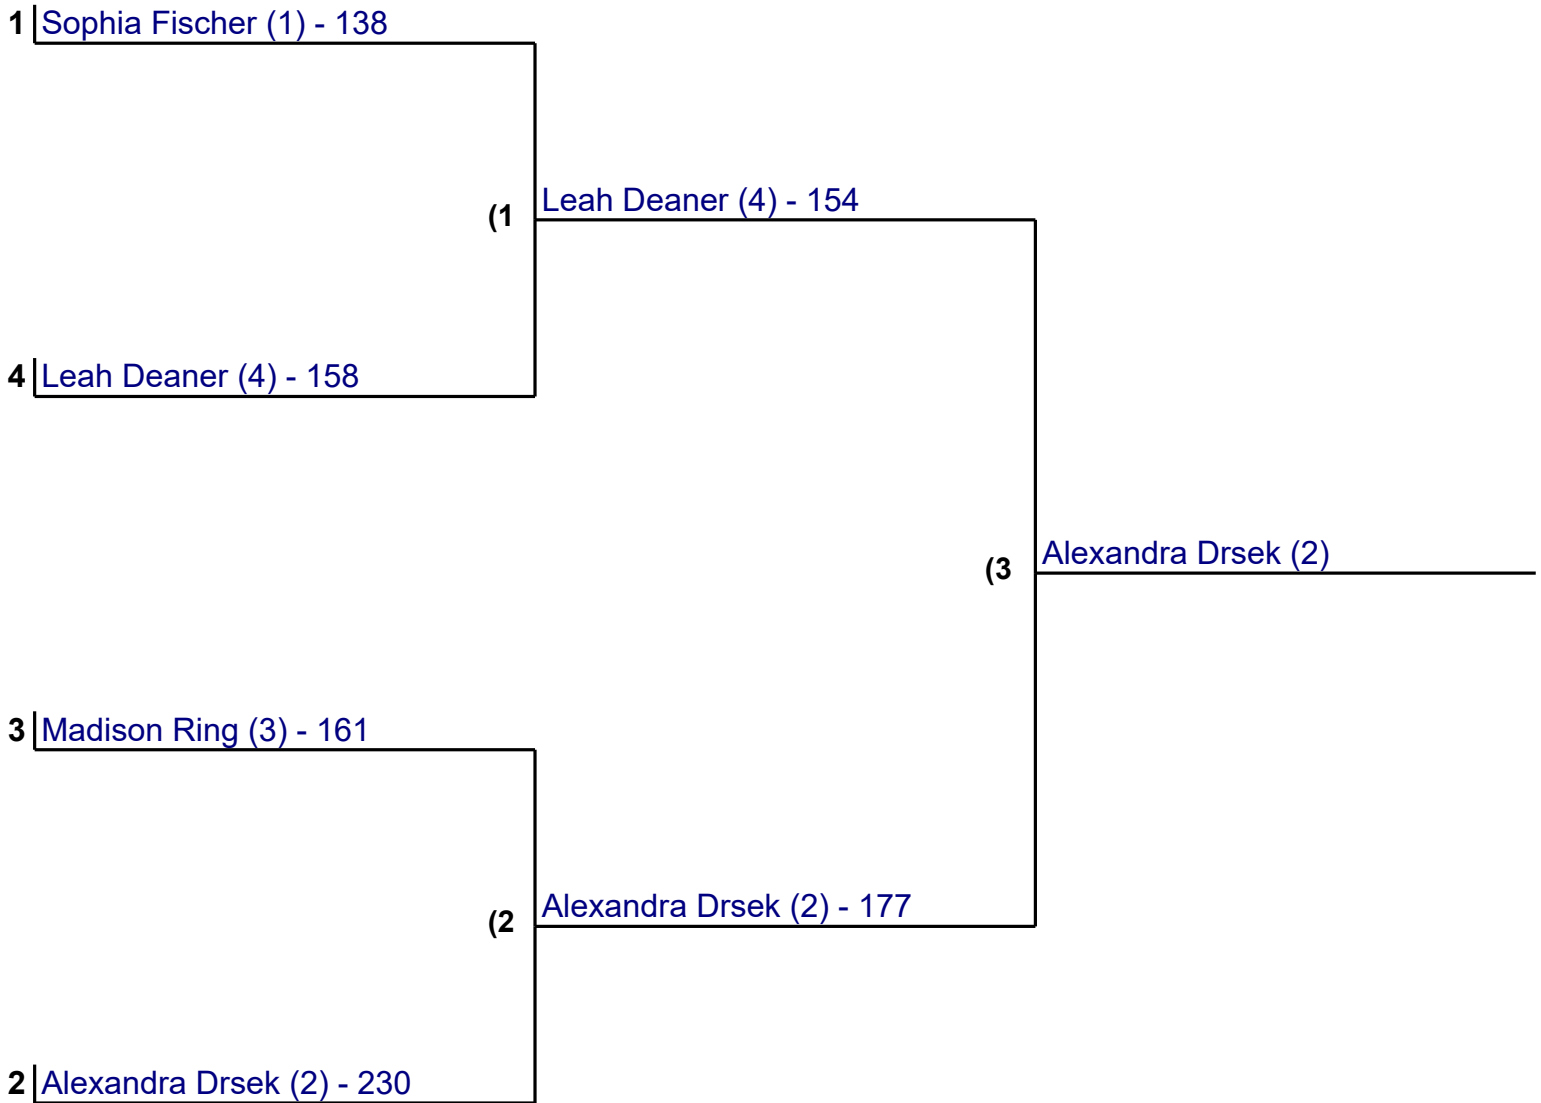 1 Sophia Fischer (1) - 138
Leah Deaner (4) - 154
(1
4 Leah Deaner (4) - 158
Alexandra Drsek (2)
(3
3 Madison Ring (3) - 161
Alexandra Drsek (2) - 177
(2
2 Alexandra Drsek (2) - 230